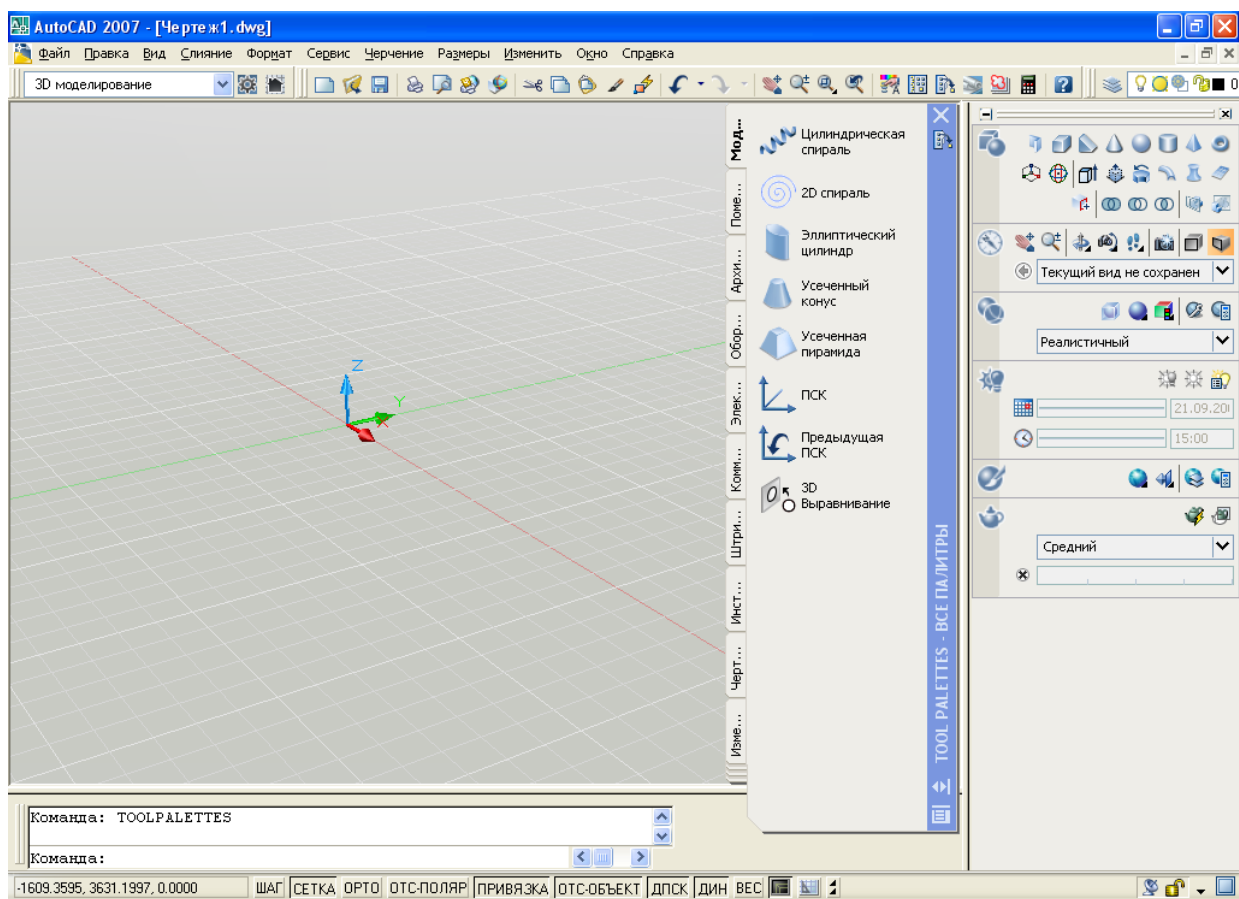 AutoCAD 2007 - [Чертеж1.dwg]
Файл Правка Вид Слияние Формат Сервис Черчение Размеры Изменить Окно Справка
3D моделирование
0
Мод...
Поме...
Архи...
Обор...
Элек...
Комм...
Штри...
Инст...
Черт...
Изме...
Цилиндрическая
спираль
2D спираль
Эллиптический
цилиндр
Усеченный
конус
Усеченная
пирамида
ПСК
Предыдущая
ПСК
3D
Выравнивание
TOOL PALETTES - ВСЕ ПАЛИТРЫ
Z
Y
X
Текущий вид не сохранен
Реалистичный
21.09.20
15:00
Средний
Команда: TOOLPALETTES
Команда:
-1609.3595, 3631.1997, 0.0000 ШАГ СЕТКА ОРТО ОТС-ПОЛЯР ПРИВЯЗКА ОТС-ОБЪЕКТ ДПСК ДИН ВЕС